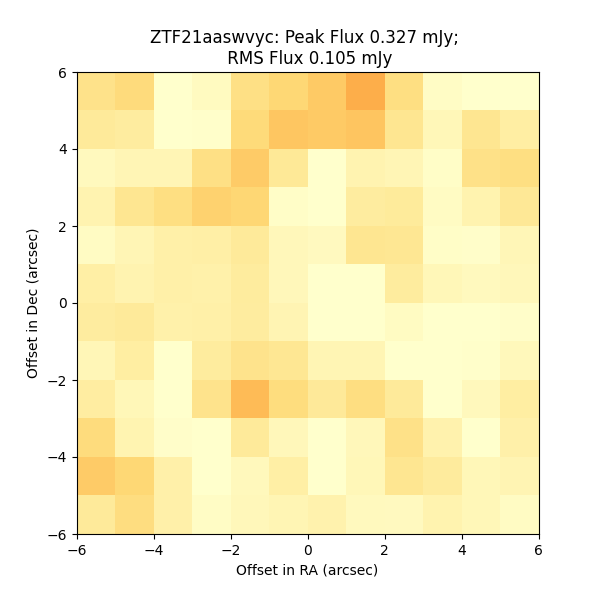 ZTF21aaswvyc: Peak Flux 0.327 mJy;
RMS Flux 0.105 mJy
6
4
2
0
−2
−4
−6
Offset in Dec (arcsec)
−6 −4 −2 0 2 4 6
Offset in RA (arcsec)